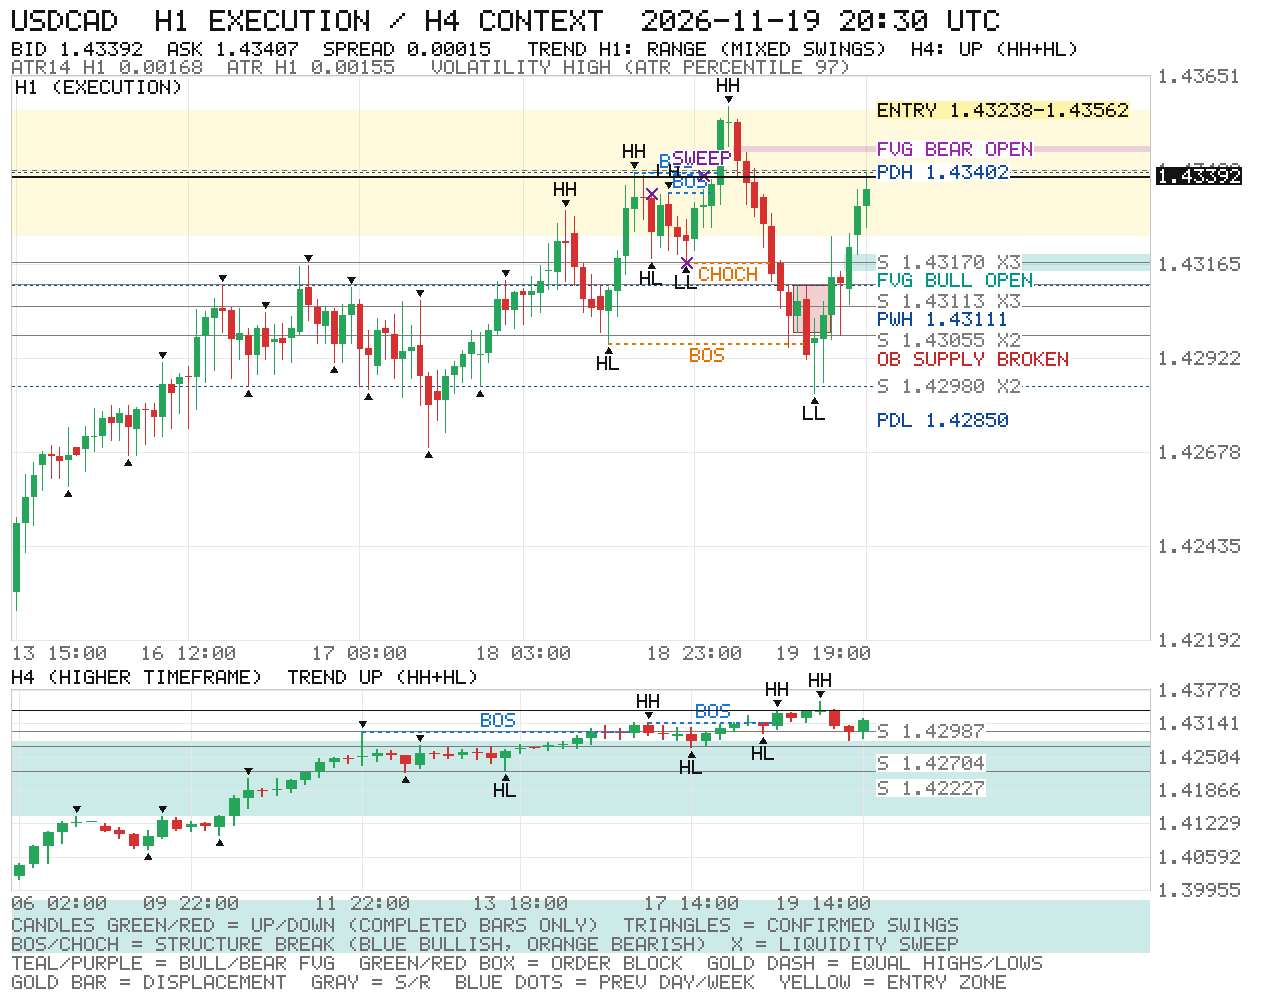 USDCAD H1 EXECUTION / H4 CONTEXT 2026-11-19 20:30 UTC
BID 1.43392 ASK 1.43407 SPREAD 0.00015 TREND H1: RANGE (MIXED SWINGS) H4: UP (HH+HL)
ATR14 H1 0.00168 ATR H1 0.00155 VOLATILITY HIGH (ATR PERCENTILE 97)
1.43651
H1 (EXECUTION)
HH
ENTRY 1.43238-1.43562
HH
SWEEP
FVG BEAR OPEN
PDH 1.43402
1.43392
HH
BOS
S 1.43170 X3
1.43165
HL
LL
CHOCH
FVG BULL OPEN
S 1.43113 X3
PWH 1.43111
S 1.43055 X2
HL
BOS
OB SUPPLY BROKEN
1.42922
S 1.42980 X2
LL
PDL 1.42850
1.42678
1.42435
1.42192
13 15:00 16 12:00 17 08:00 18 03:00 18 23:00 19 19:00
H4 (HIGHER TIMEFRAME) TREND UP (HH+HL)
HH
HH
HH
1.43778
BOS
BOS
1.43141
S 1.42987
HL
HL
1.42504
S 1.42704
HL
S 1.42227
1.41866
1.41229
1.40592
1.39955
06 02:00 09 22:00 11 22:00 13 18:00 17 14:00 19 14:00
CANDLES GREEN/RED = UP/DOWN (COMPLETED BARS ONLY) TRIANGLES = CONFIRMED SWINGS
BOS/CHOCH = STRUCTURE BREAK (BLUE BULLISH, ORANGE BEARISH) X = LIQUIDITY SWEEP
TEAL/PURPLE = BULL/BEAR FVG GREEN/RED BOX = ORDER BLOCK GOLD DASH = EQUAL HIGHS/LOWS
GOLD BAR = DISPLACEMENT GRAY = S/R BLUE DOTS = PREV DAY/WEEK YELLOW = ENTRY ZONE